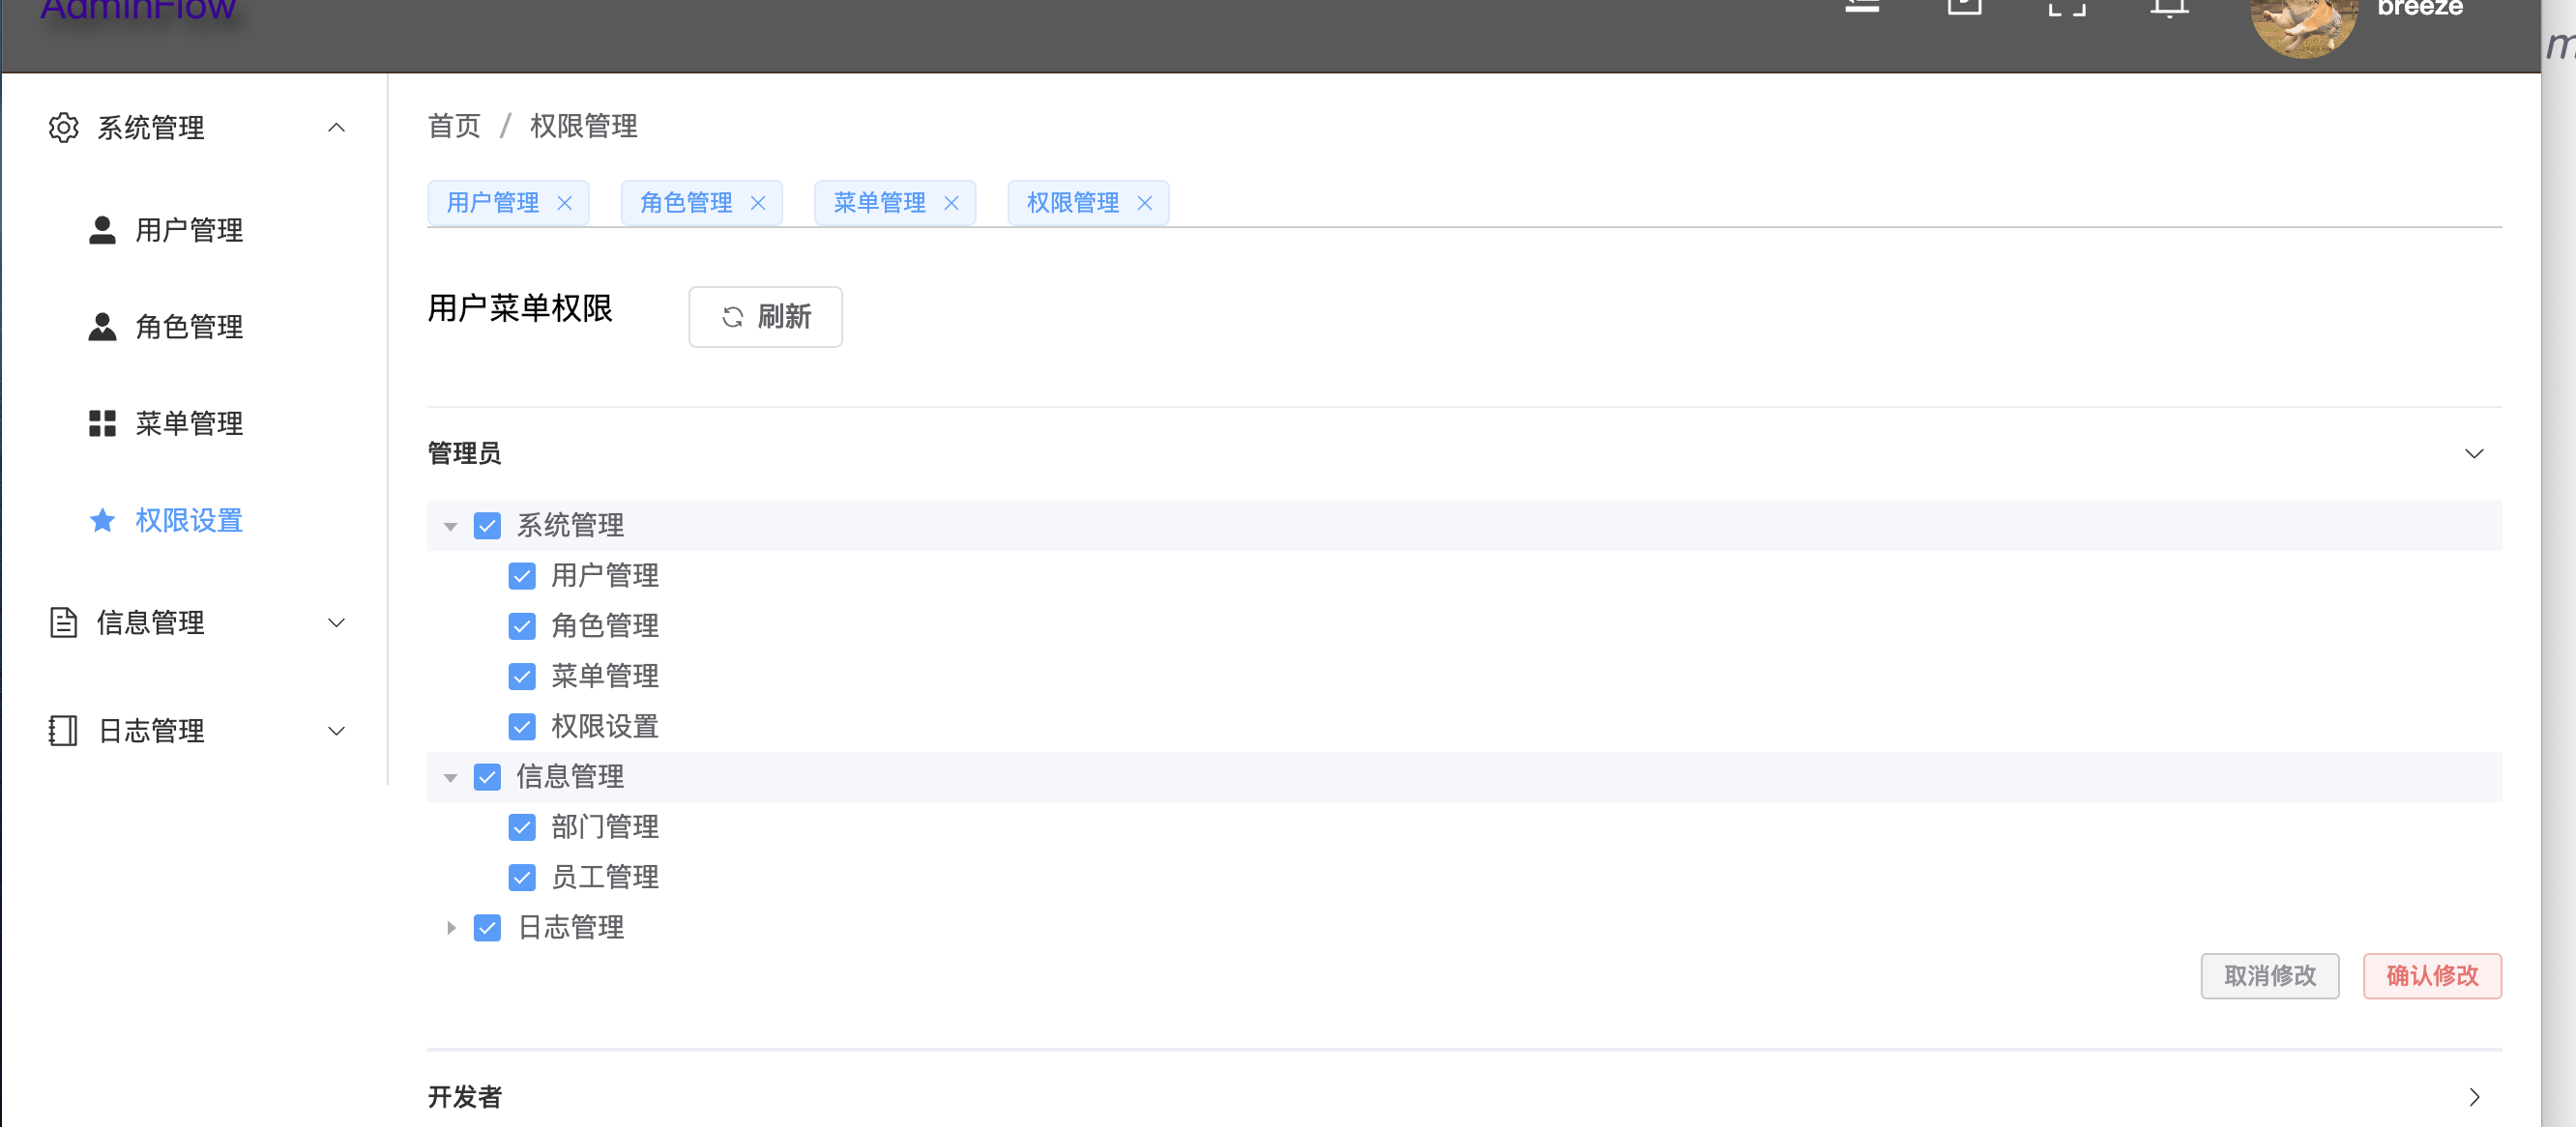 AdminFlow
breeze
m
系统管理
用户管理
角色管理
菜单管理
权限设置
信息管理
日志管理
首页 / 权限管理
用户管理 角色管理 菜单管理 权限管理
用户菜单权限 刷新
管理员
系统管理
用户管理
角色管理
菜单管理
权限设置
信息管理
部门管理
员工管理
日志管理
取消修改 确认修改
开发者